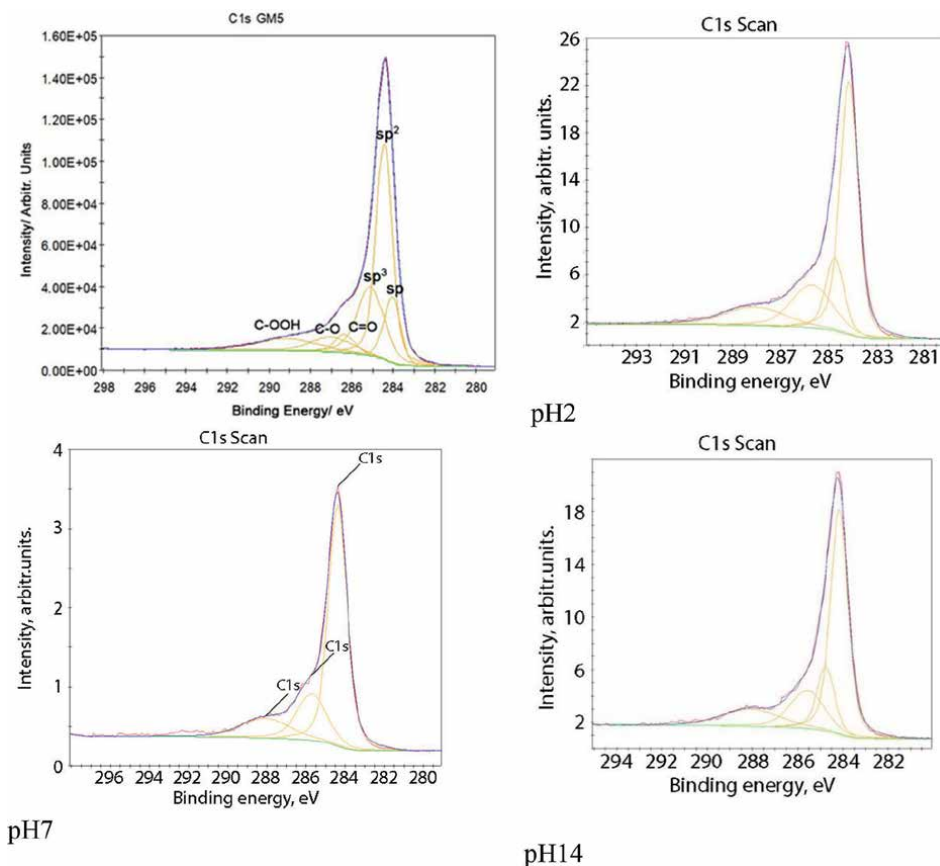 C1s GM5
1.60E+05
1.40E+05
1.20E+05
1.00E+05
8.00E+04
6.00E+04
4.00E+04
2.00E+04
0.00E+00
Intensity/ Arbitr. Units
sp²
sp³
sp
C-OOH
C-O
C=O
298 296 294 292 290 288 286 284 282 280
Binding Energy/ eV
C1s Scan
26
22
18
14
10
6
2
Intensity, arbitr. units.
293 291 289 287 285 283 281
Binding energy, eV
pH2
C1s Scan
4
3
2
1
0
Intensity, arbitr.units.
C1s
C1s
C1s
296 294 292 290 288 286 284 282 280
Binding energy, eV
pH7
C1s Scan
18
14
10
6
2
Intensity, arbitr.units.
294 292 290 288 286 284 282
Binding energy, eV
pH14